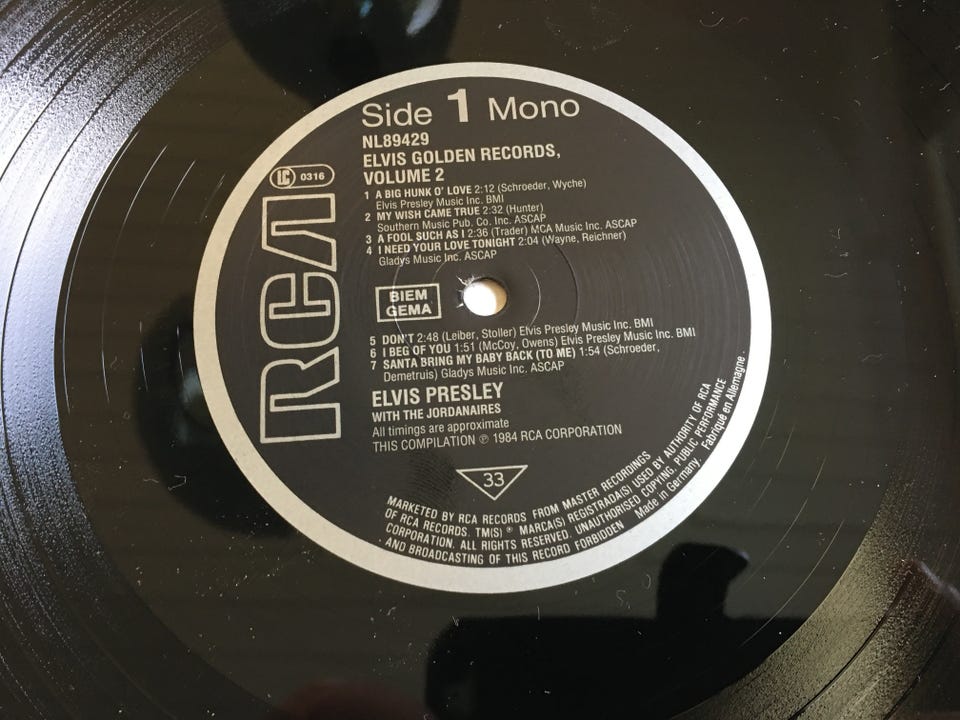 Side 1 Mono
NL89429
ELVIS GOLDEN RECORDS,
VOLUME 2
LC 0316
RCA
1 A BIG HUNK O' LOVE 2:12 (Schroeder, Wyche)
Elvis Presley Music Inc. BMI
2 MY WISH CAME TRUE 2:32 (Hunter)
Southern Music Pub. Co. Inc. ASCAP
3 A FOOL SUCH AS I 2:36 (Trader) MCA Music Inc. ASCAP
4 I NEED YOUR LOVE TONIGHT 2:04 (Wayne, Reichner)
Gladys Music Inc. ASCAP
BIEM
GEMA
5 DON'T 2:48 (Leiber, Stoller) Elvis Presley Music Inc. BMI
6 I BEG OF YOU 1:51 (McCoy, Owens) Elvis Presley Music Inc. BMI
7 SANTA BRING MY BABY BACK (TO ME) 1:54 (Schroeder,
Demetruis) Gladys Music Inc. ASCAP
ELVIS PRESLEY
WITH THE JORDANAIRES
All timings are approximate
THIS COMPILATION ℗ 1984 RCA CORPORATION
33
MARKETED BY RCA RECORDS FROM MASTER RECORDINGS
OF RCA RECORDS. TM(S) ® MARCA(S) REGISTRADA(S) USED BY AUTHORITY OF RCA
CORPORATION. ALL RIGHTS RESERVED. UNAUTHORISED COPYING, PUBLIC PERFORMANCE
AND BROADCASTING OF THIS RECORD FORBIDDEN Made in Germany. Fabriqué en Allemagne.